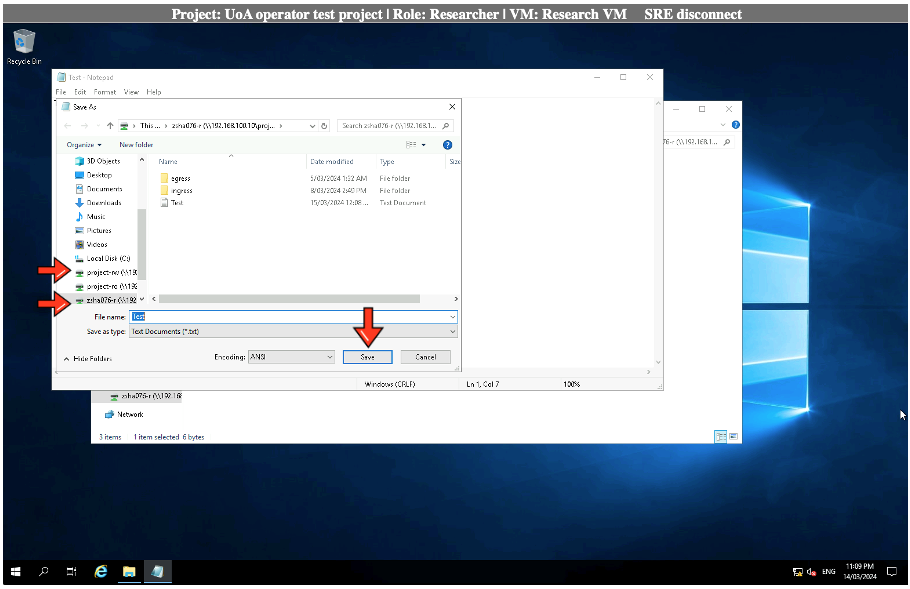 Project: UoA operator test project | Role: Researcher | VM: Research VM SRE disconnect
Recycle Bin
Test - Notepad
File Edit Format View Help
Save As
This ... zsha076-r (\\192.168.100.10\proj...
Search zsha076-r (\\192.168.1...
76-r (\\192.168.1...
Organize New folder
Name Date modified Type Size
3D Objects
Desktop
Documents
Downloads
Music
Pictures
Videos
Local Disk (C:)
project-rw (\\192
project-ro (\\192
zsha076-r (\\192
egress 5/03/2024 1:52 AM File folder
ingress 8/03/2024 2:49 PM File folder
Test 15/03/2024 12:08 ... Text Document
File name: Test
Save as type: Text Documents (*.txt)
Hide Folders
Encoding: ANSI
Save
Cancel
Windows (CRLF) Ln 1, Col 7 100%
zsha076-r (\\192.168
Network
3 items 1 item selected 6 bytes
ENG
11:09 PM
14/03/2024